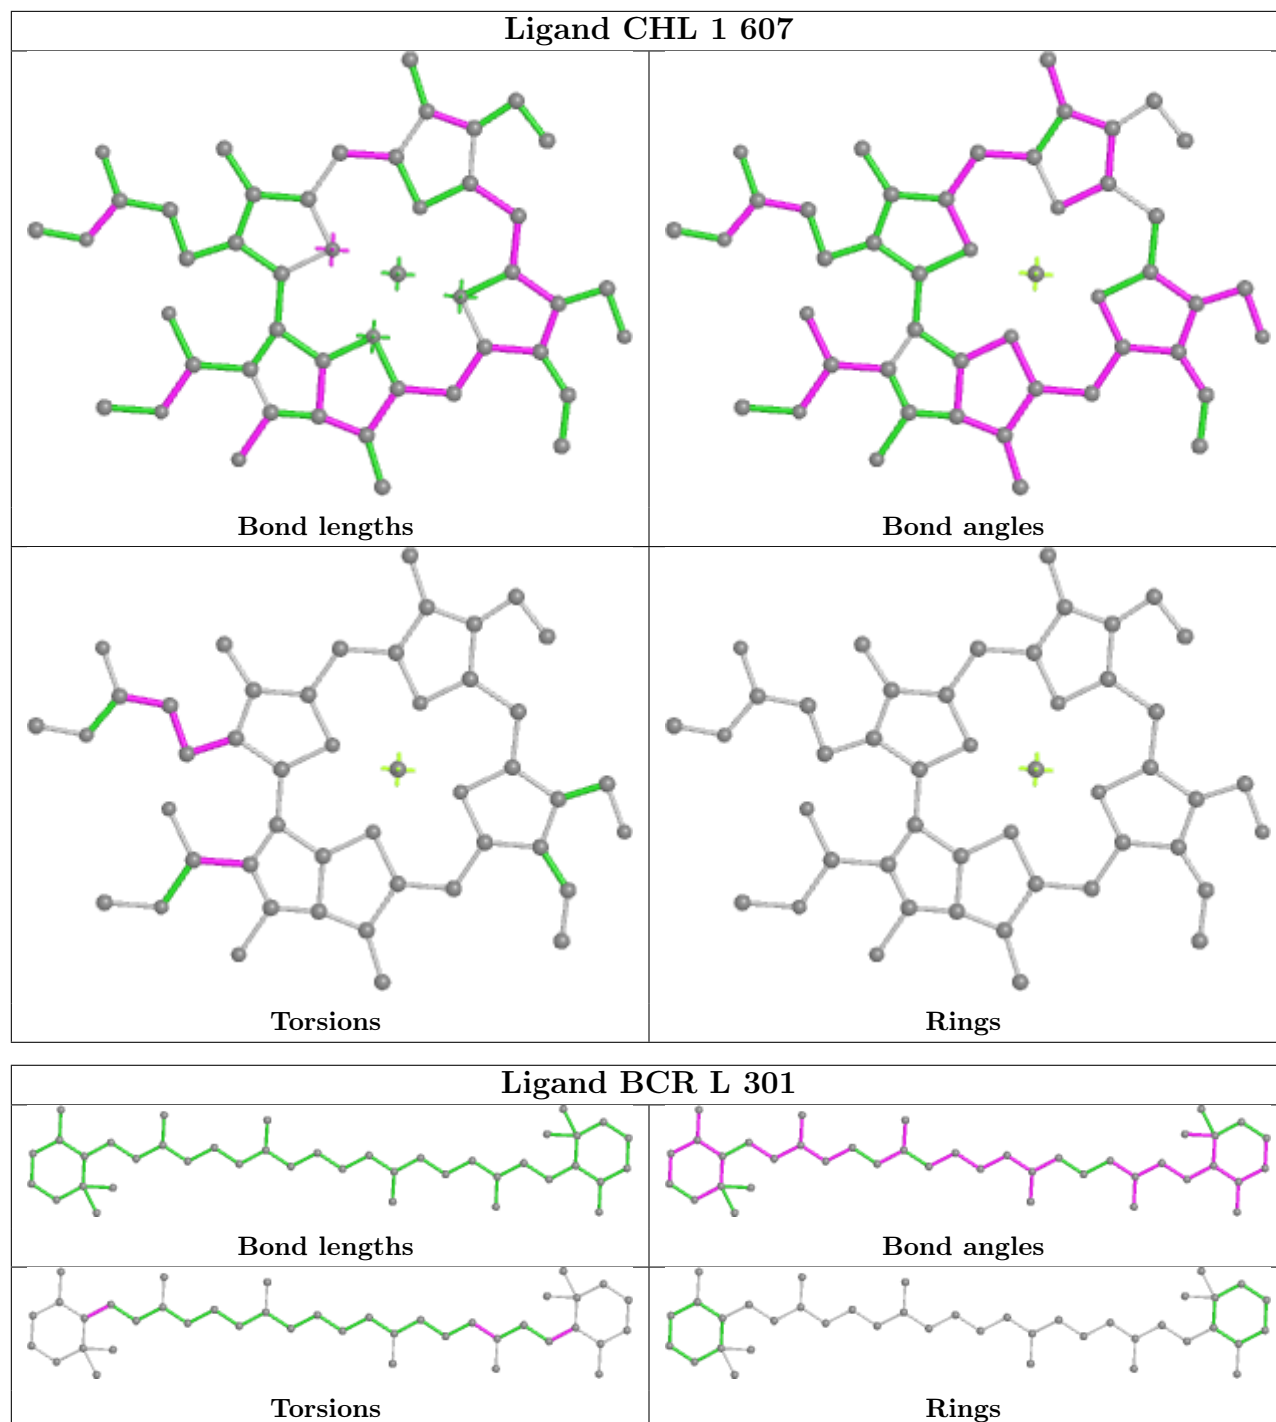 Ligand CHL 1 607
Bond lengths
Bond angles
Torsions
Rings
Ligand BCR L 301
Bond lengths
Bond angles
Torsions
Rings